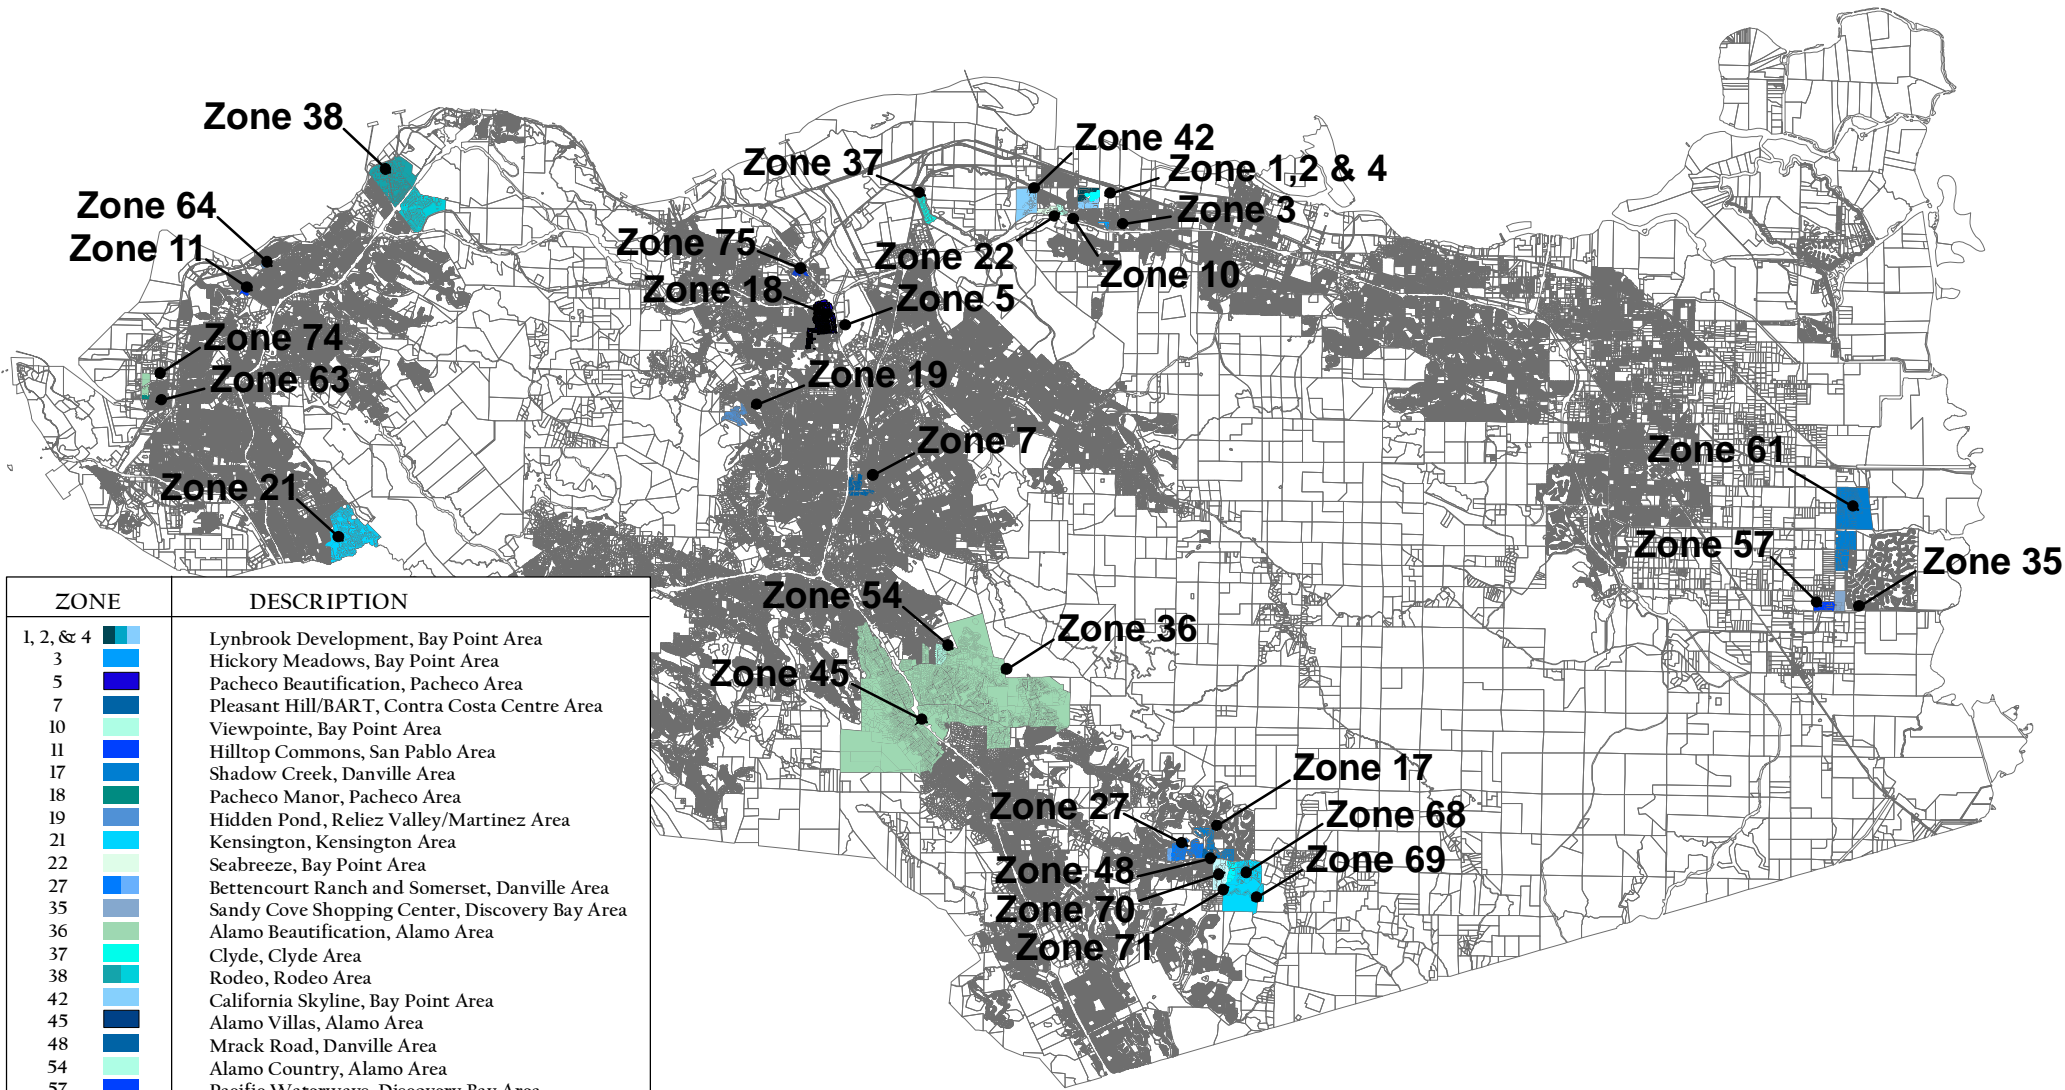 Zone 38
Zone 42
Zone 37
Zone 1,2 & 4
Zone 64
Zone 3
Zone 11
Zone 75
Zone 22
Zone 10
Zone 18
Zone 5
Zone 74
Zone 63
Zone 19
Zone 7
Zone 61
Zone 21
Zone 57
Zone 35
Zone 54
Zone 36
Zone 45
Zone 17
Zone 27
Zone 68
Zone 48
Zone 69
Zone 70
Zone 71
ZONE DESCRIPTION
1, 2, & 4 Lynbrook Development, Bay Point Area
3 Hickory Meadows, Bay Point Area
5 Pacheco Beautification, Pacheco Area
7 Pleasant Hill/BART, Contra Costa Centre Area
10 Viewpointe, Bay Point Area
11 Hilltop Commons, San Pablo Area
17 Shadow Creek, Danville Area
18 Pacheco Manor, Pacheco Area
19 Hidden Pond, Reliez Valley/Martinez Area
21 Kensington, Kensington Area
22 Seabreeze, Bay Point Area
27 Bettencourt Ranch and Somerset, Danville Area
35 Sandy Cove Shopping Center, Discovery Bay Area
36 Alamo Beautification, Alamo Area
37 Clyde, Clyde Area
38 Rodeo, Rodeo Area
42 California Skyline, Bay Point Area
45 Alamo Villas, Alamo Area
48 Mrack Road, Danville Area
54 Alamo Country, Alamo Area
57 Pacific Waterways, Discovery Bay Area